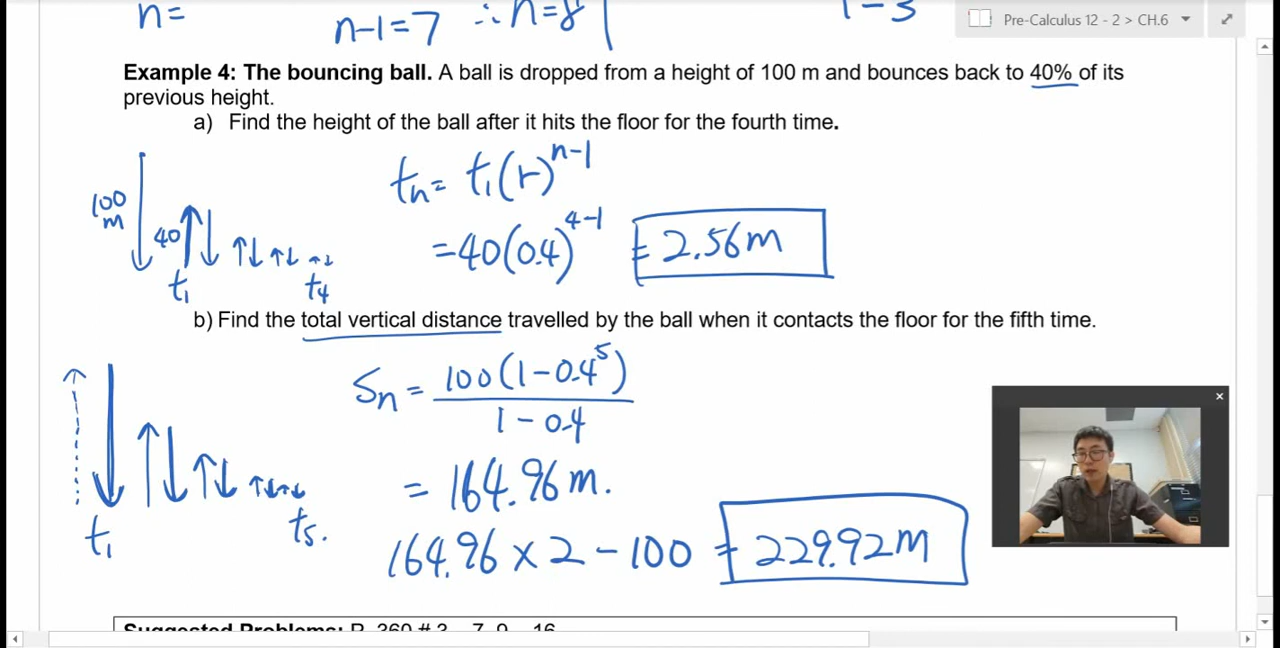 n=
n-1=7 ∴n=8
1-3
Pre-Calculus 12 - 2 > CH.6
Example 4: The bouncing ball. A ball is dropped from a height of 100 m and bounces back to 40% of its
previous height.
a) Find the height of the ball after it hits the floor for the fourth time.
100
m
40
t₁
t₄
tₙ= t₁(r)ⁿ⁻¹
=40(0.4)⁴⁻¹ = 2.56m
b) Find the total vertical distance travelled by the ball when it contacts the floor for the fifth time.
t₁
t₅.
Sₙ = 100(1-0.4⁵)
1-0.4
= 164.96m.
164.96 × 2 - 100 = 229.92m